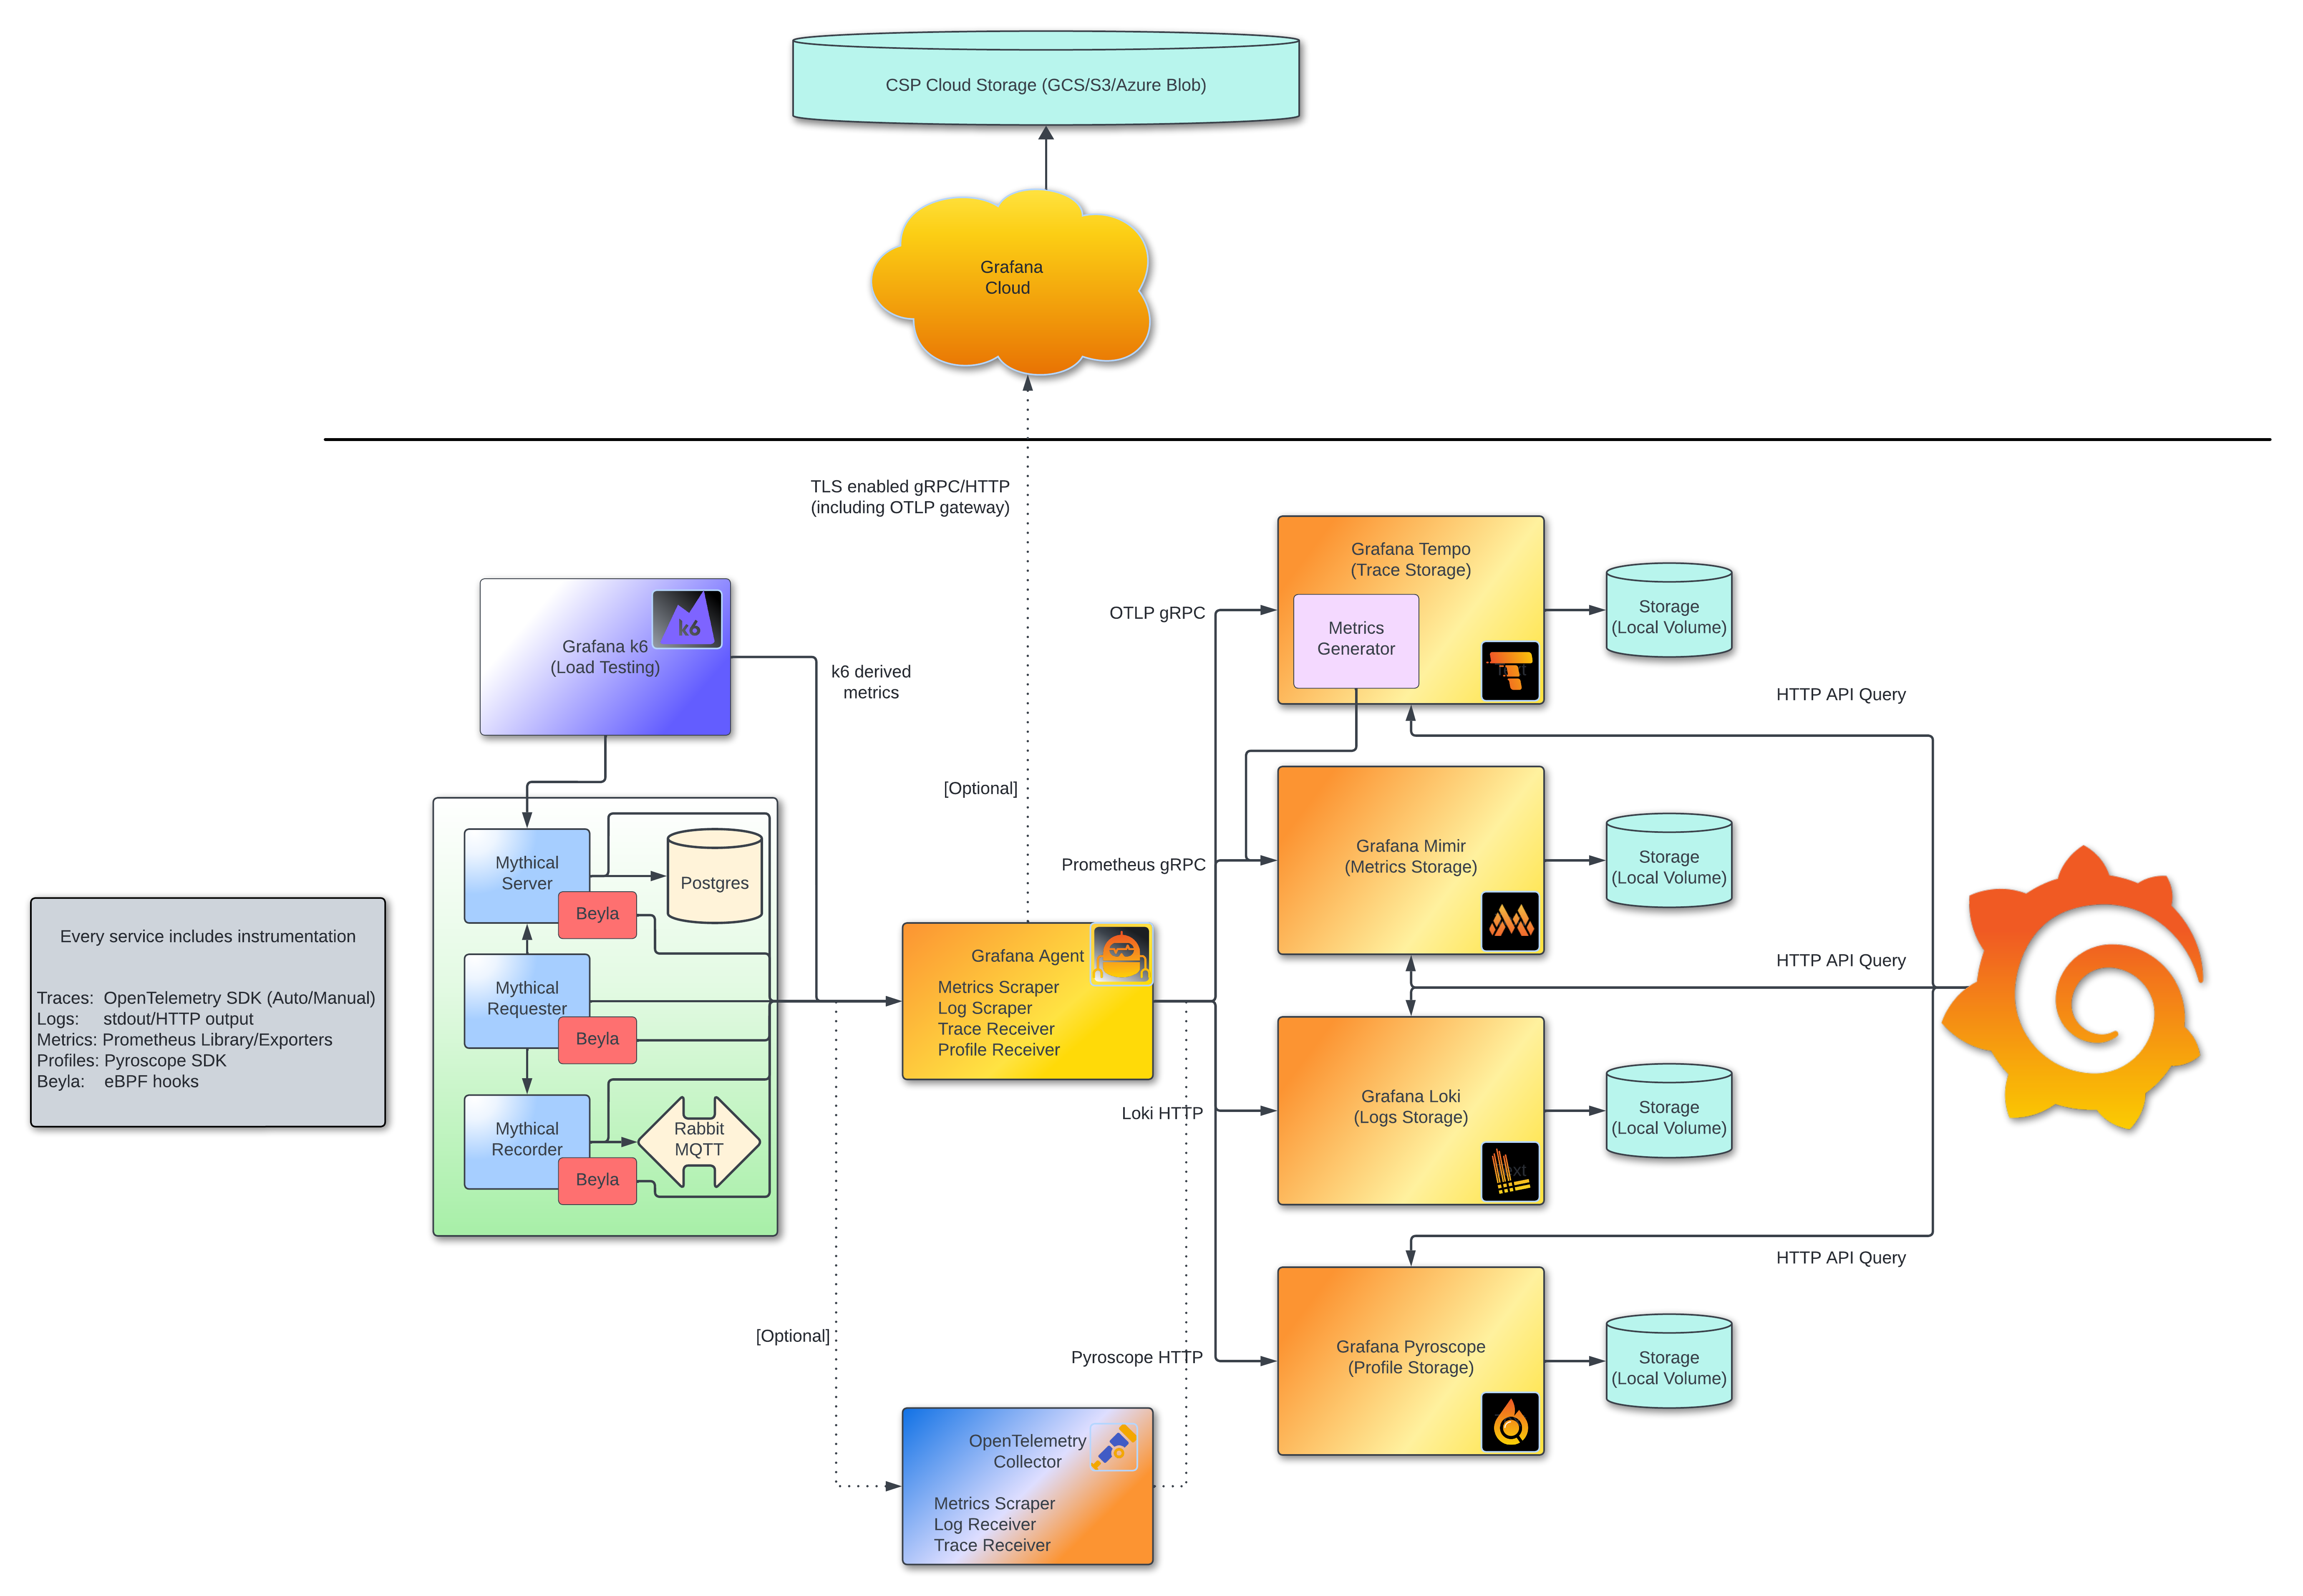 CSP Cloud Storage (GCS/S3/Azure Blob)
Grafana
Cloud
TLS enabled gRPC/HTTP
(including OTLP gateway)
[Optional]
Grafana k6
(Load Testing)
k6
k6 derived
metrics
Mythical
Server
Beyla
Postgres
Mythical
Requester
Beyla
Mythical
Recorder
Beyla
Rabbit
MQTT
Every service includes instrumentation
Traces: OpenTelemetry SDK (Auto/Manual)
Logs: stdout/HTTP output
Metrics: Prometheus Library/Exporters
Profiles: Pyroscope SDK
Beyla: eBPF hooks
Grafana Agent
Metrics Scraper
Log Scraper
Trace Receiver
Profile Receiver
[Optional]
OpenTelemetry
Collector
Metrics Scraper
Log Receiver
Trace Receiver
OTLP gRPC
Prometheus gRPC
Loki HTTP
Pyroscope HTTP
Grafana Tempo
(Trace Storage)
Metrics
Generator
Storage
(Local Volume)
HTTP API Query
Grafana Mimir
(Metrics Storage)
Storage
(Local Volume)
HTTP API Query
Grafana Loki
(Logs Storage)
Storage
(Local Volume)
HTTP API Query
Grafana Pyroscope
(Profile Storage)
Storage
(Local Volume)